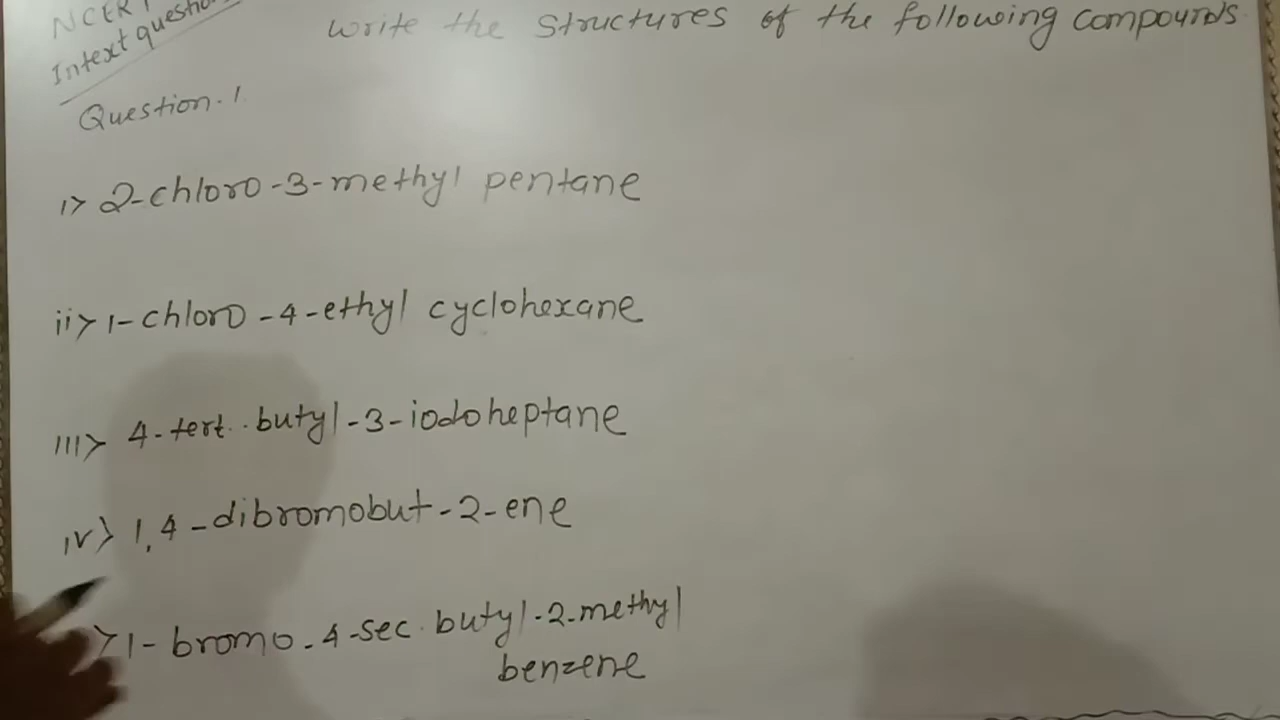 NCERT
Intext question
write the structures of the following compounds
Question.1
i> 2-chloro-3-methyl pentane
ii> 1-chloro-4-ethyl cyclohexane
iii> 4-tert.butyl-3-iodoheptane
iv> 1,4-dibromobut-2-ene
> 1-bromo-4-sec.butyl-2-methyl
benzene